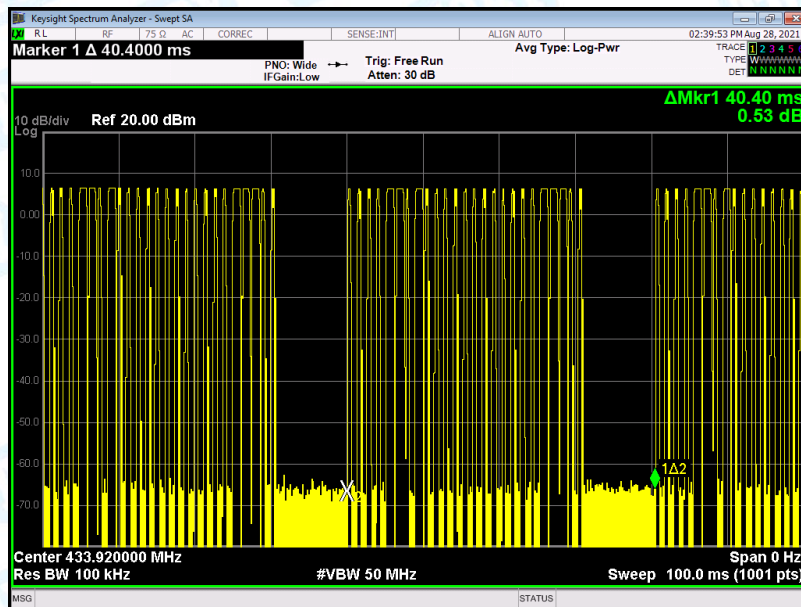 Keysight Spectrum Analyzer - Swept SA
LXI RL RF 75 Ω AC CORREC SENSE:INT ALIGN AUTO 02:39:53 PM Aug 28, 2021
Marker 1 Δ 40.4000 ms
PNO: Wide
IFGain:Low
Trig: Free Run
Atten: 30 dB
Avg Type: Log-Pwr
TRACE 1 2 3 4 5
TYPE W
DET N N N N N
ΔMkr1 40.40 ms
0.53 dB
10 dB/div Ref 20.00 dBm
Log
10.0
0.00
-10.0
-20.0
-30.0
-40.0
-50.0
-60.0
-70.0
1Δ2
X2
Center 433.920000 MHz Span 0 Hz
Res BW 100 kHz #VBW 50 MHz Sweep 100.0 ms (1001 pts)
MSG STATUS